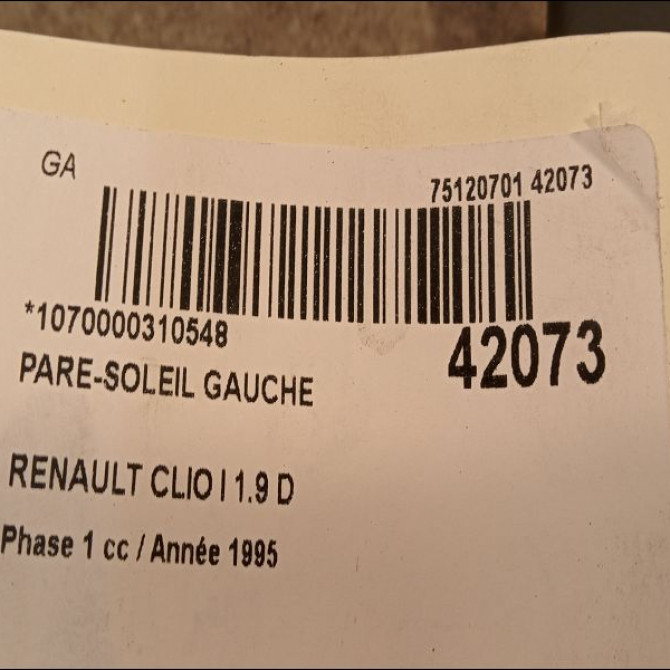 GA
75120701 42073
*1070000310548
42073
PARE-SOLEIL GAUCHE
RENAULT CLIO I 1.9 D
Phase 1 cc / Année 1995